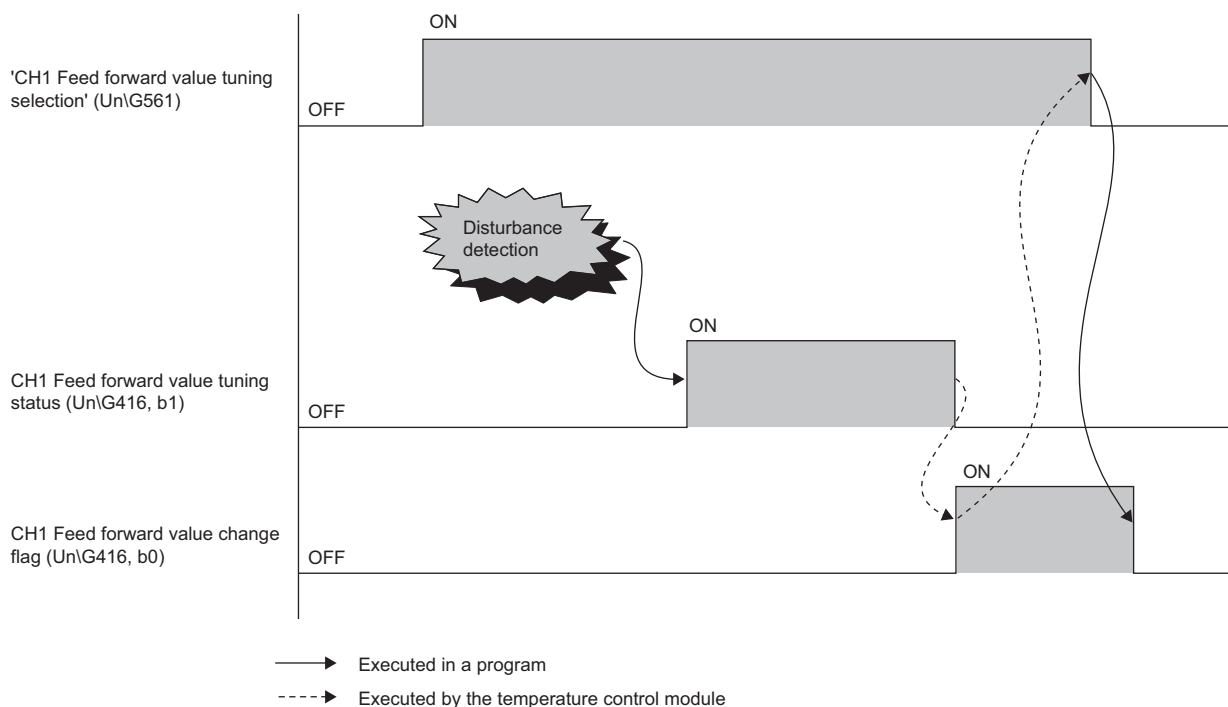 ON
'CH1 Feed forward value tuning
selection' (Un\G561)
OFF
Disturbance
detection
ON
CH1 Feed forward value tuning
status (Un\G416, b1)
OFF
ON
CH1 Feed forward value change
flag (Un\G416, b0)
OFF
Executed in a program
Executed by the temperature control module